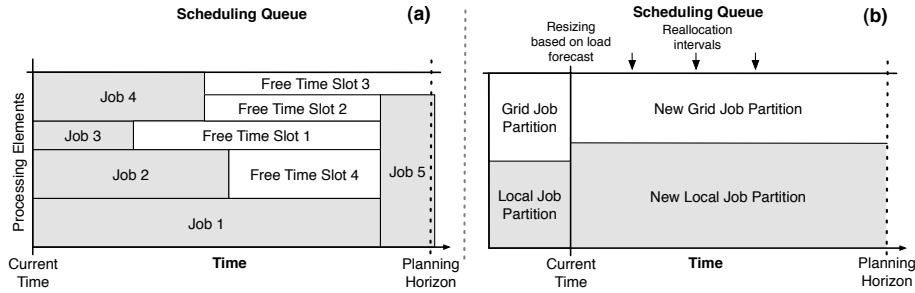 Scheduling Queue
(a)
Processing Elements
Job 4
Free Time Slot 3
Free Time Slot 2
Job 3
Free Time Slot 1
Job 2
Free Time Slot 4
Job 5
Job 1
Current
Time
Time
Planning
Horizon
Scheduling Queue
(b)
Resizing
based on load
forecast
Reallocation
intervals
Grid Job
Partition
New Grid Job Partition
Local Job
Partition
New Local Job Partition
Current
Time
Time
Planning
Horizon